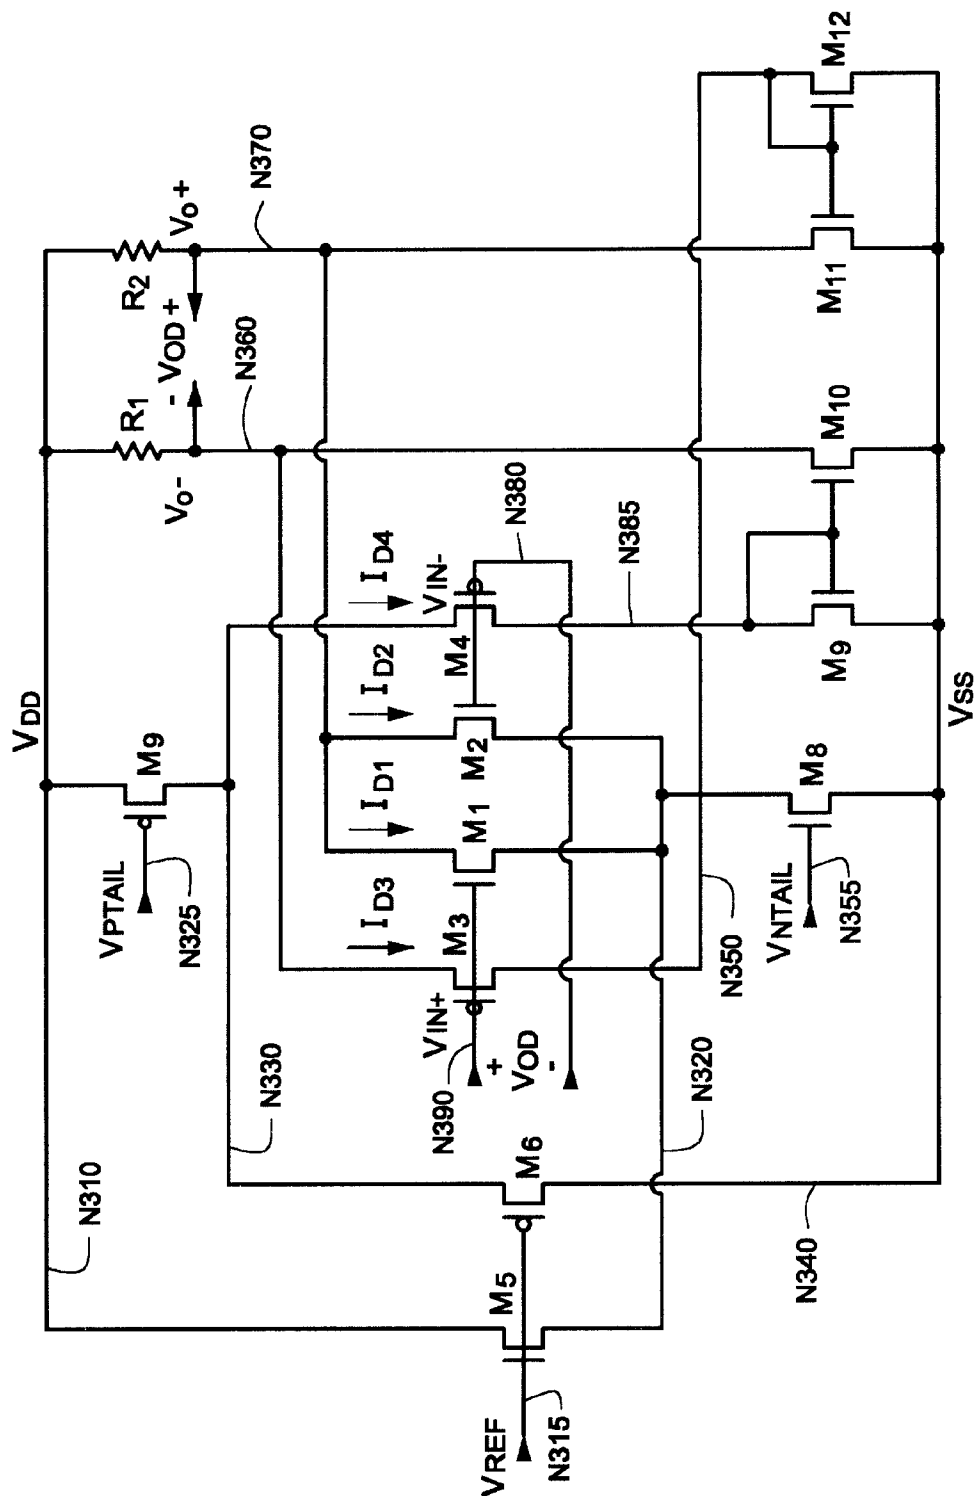 VDD
N310
VPTAIL
N325
M9
R1
R2
Vo-
- VOD +
Vo+
N360
N370
N330
ID3
ID1
ID2
ID4
VREF
N315
M5
M6
N390
VIN+
+
VOD
-
M3
M1
M2
M4
VIN-
N380
N385
N320
N350
N340
VNTAIL
N355
M8
M9
M10
M11
M12
VSS